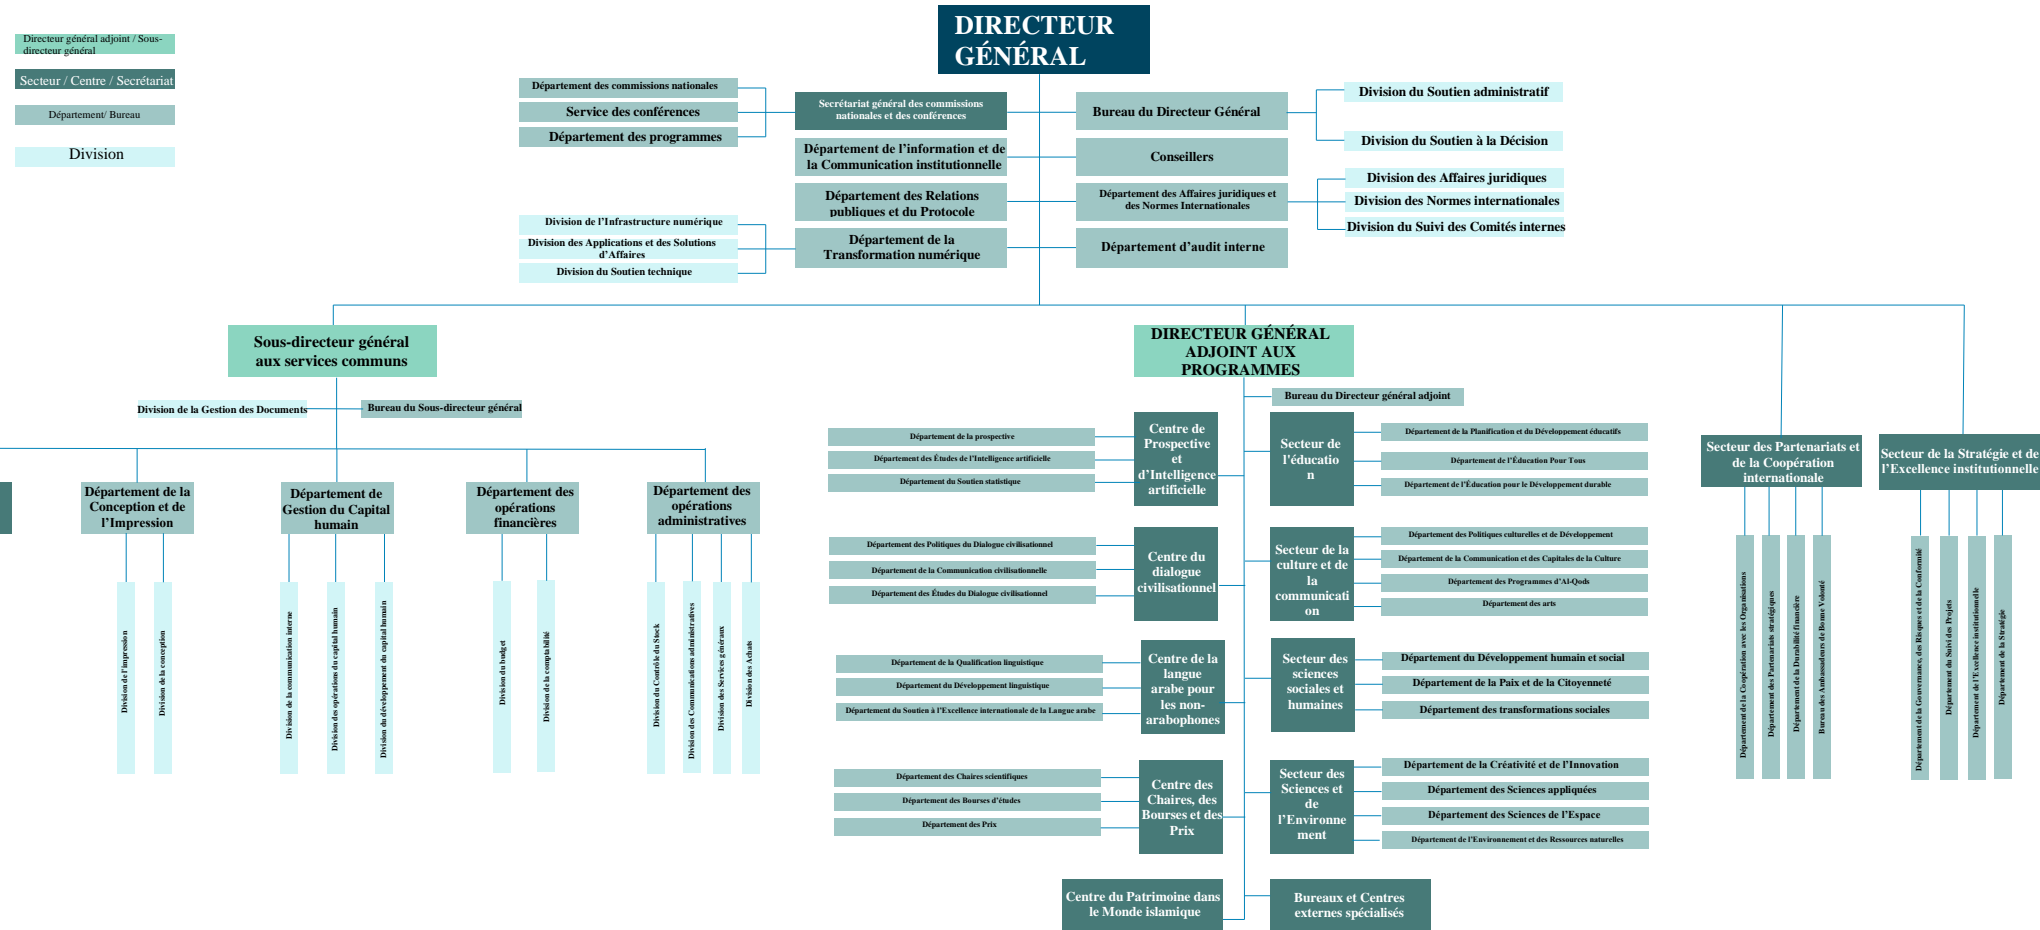 DIRECTEUR
GÉNÉRAL
Directeur général adjoint / Sous-
directeur général
Secteur / Centre / Secrétariat
Département/ Bureau
Division
Département des commissions nationales
Service des conférences
Département des programmes
Secrétariat général des commissions
nationales et des conférences
Bureau du Directeur Général
Division du Soutien administratif
Division du Soutien à la Décision
Département de l'information et de
la Communication institutionnelle
Conseillers
Département des Relations
publiques et du Protocole
Département des Affaires juridiques et
des Normes Internationales
Division des Affaires juridiques
Division des Normes internationales
Division du Suivi des Comités internes
Division de l'Infrastructure numérique
Division des Applications et des Solutions
d'Affaires
Division du Soutien technique
Département de la
Transformation numérique
Département d'audit interne
Sous-directeur général
aux services communs
Division de la Gestion des Documents
Bureau du Sous-directeur général
Département de la
Conception et de
l'Impression
Division de l'impression
Division de la conception
Département de
Gestion du Capital
humain
Division de la communication interne
Division des opérations du capital humain
Division du développement du capital humain
Département des
opérations
financières
Division du budget
Division de la comptabilité
Département des
opérations
administratives
Division du Contrôle du Stock
Division des Communications administratives
Division des Services généraux
Division des Achats
DIRECTEUR GÉNÉRAL
ADJOINT AUX
PROGRAMMES
Bureau du Directeur général adjoint
Département de la prospective
Département des Études de l'Intelligence artificielle
Département du Soutien statistique
Centre de
Prospective
et
d'Intelligence
artificielle
Secteur de
l'éducatio
n
Département de la Planification et du Développement éducatifs
Département de l'Éducation Pour Tous
Département de l'Éducation pour le Développement durable
Département des Politiques du Dialogue civilisationnel
Département de la Communication civilisationnelle
Département des Études du Dialogue civilisationnel
Centre du
dialogue
civilisationnel
Secteur de la
culture et de
la
communicati
on
Département des Politiques culturelles et de Développement
Département de la Communication et des Capitales de la Culture
Département des Programmes d'Al-Qods
Département des arts
Département de la Qualification linguistique
Département du Développement linguistique
Département du Soutien à l'Excellence internationale de la Langue arabe
Centre de la
langue
arabe pour
les non-
arabophones
Secteur des
sciences
sociales et
humaines
Département du Développement humain et social
Département de la Paix et de la Citoyenneté
Département des transformations sociales
Département des Chaires scientifiques
Département des Bourses d'études
Département des Prix
Centre des
Chaires, des
Bourses et des
Prix
Secteur des
Sciences et
de
l'Environne
ment
Département de la Créativité et de l'Innovation
Département des Sciences appliquées
Département des Sciences de l'Espace
Département de l'Environnement et des Ressources naturelles
Centre du Patrimoine dans
le Monde islamique
Bureaux et Centres
externes spécialisés
Secteur des Partenariats et
de la Coopération
internationale
Département de la Coopération avec les Organisations
Département des Partenariats stratégiques
Département de la Durabilité financière
Bureau des Ambassadeurs de Bonne Volonté
Secteur de la Stratégie et de
l'Excellence institutionnelle
Département de la Gouvernance, des Risques et de la Conformité
Département du Suivi des Projets
Département de l'Excellence institutionnelle
Département de la Stratégie